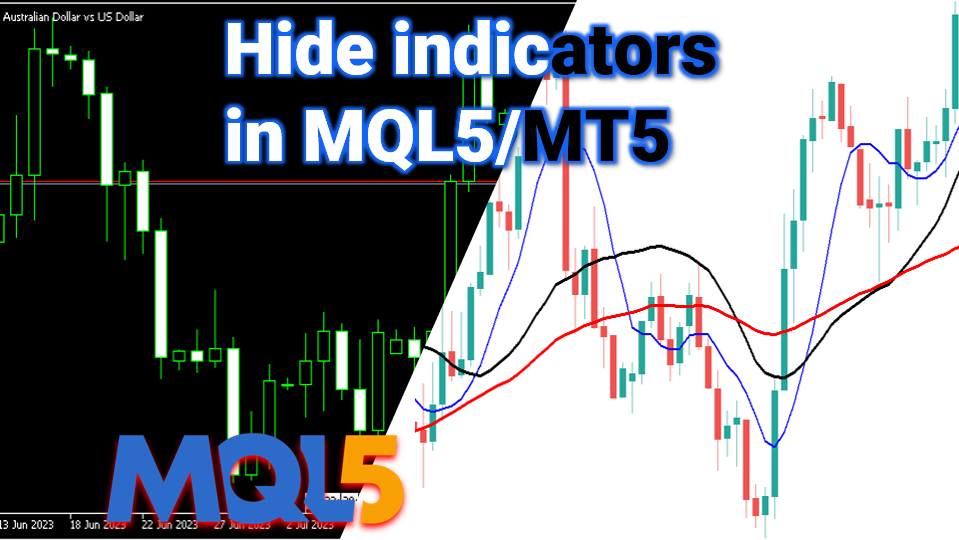 Australian Dollar vs US Dollar
Hide indicators
in MQL5/MT5
MQL5
13 Jun 2023 18 Jun 2023 22 Jun 2023 27 Jun 2023 2 Jul 2023